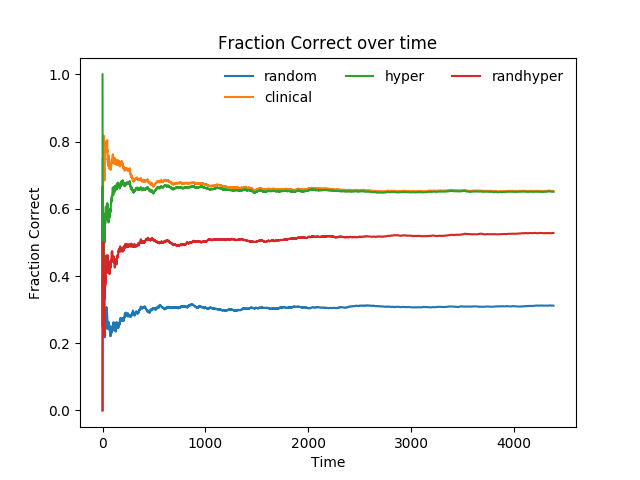 Fraction Correct over time
random hyper randhyper
clinical
1.0
0.8
0.6
0.4
0.2
0.0
Fraction Correct
0 1000 2000 3000 4000
Time